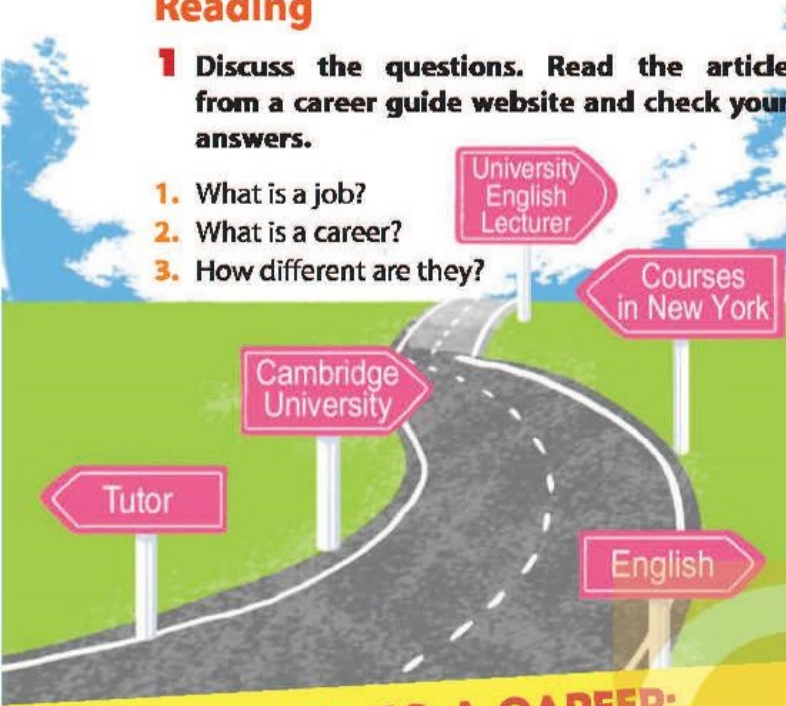 Reading
1 Discuss the questions. Read the article
from a career guide website and check your
answers.
1. What is a job?
2. What is a career?
3. How different are they?
University
English
Lecturer
Courses
in New York
Cambridge
University
Tutor
English
A CAREER: